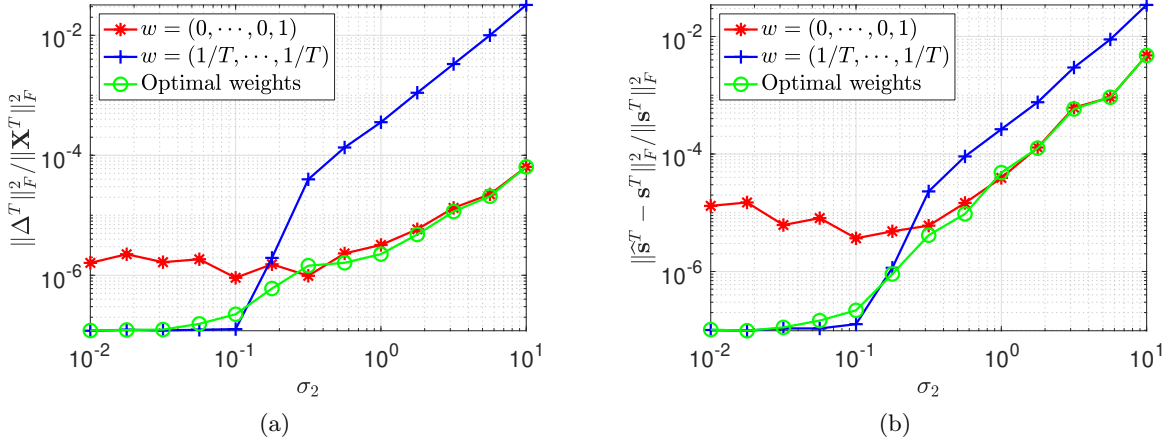 w = (0, ⋯ , 0, 1)
w = (1/T, ⋯ , 1/T)
Optimal weights
||Δ^T||_F^2/||X^T||_F^2
10^-2
10^-4
10^-6
10^-2 10^-1 10^0 10^1
σ_2
(a)
w = (0, ⋯ , 0, 1)
w = (1/T, ⋯ , 1/T)
Optimal weights
||ŝ^T − s^T||_F^2/||s^T||_F^2
10^-2
10^-4
10^-6
10^-2 10^-1 10^0 10^1
σ_2
(b)